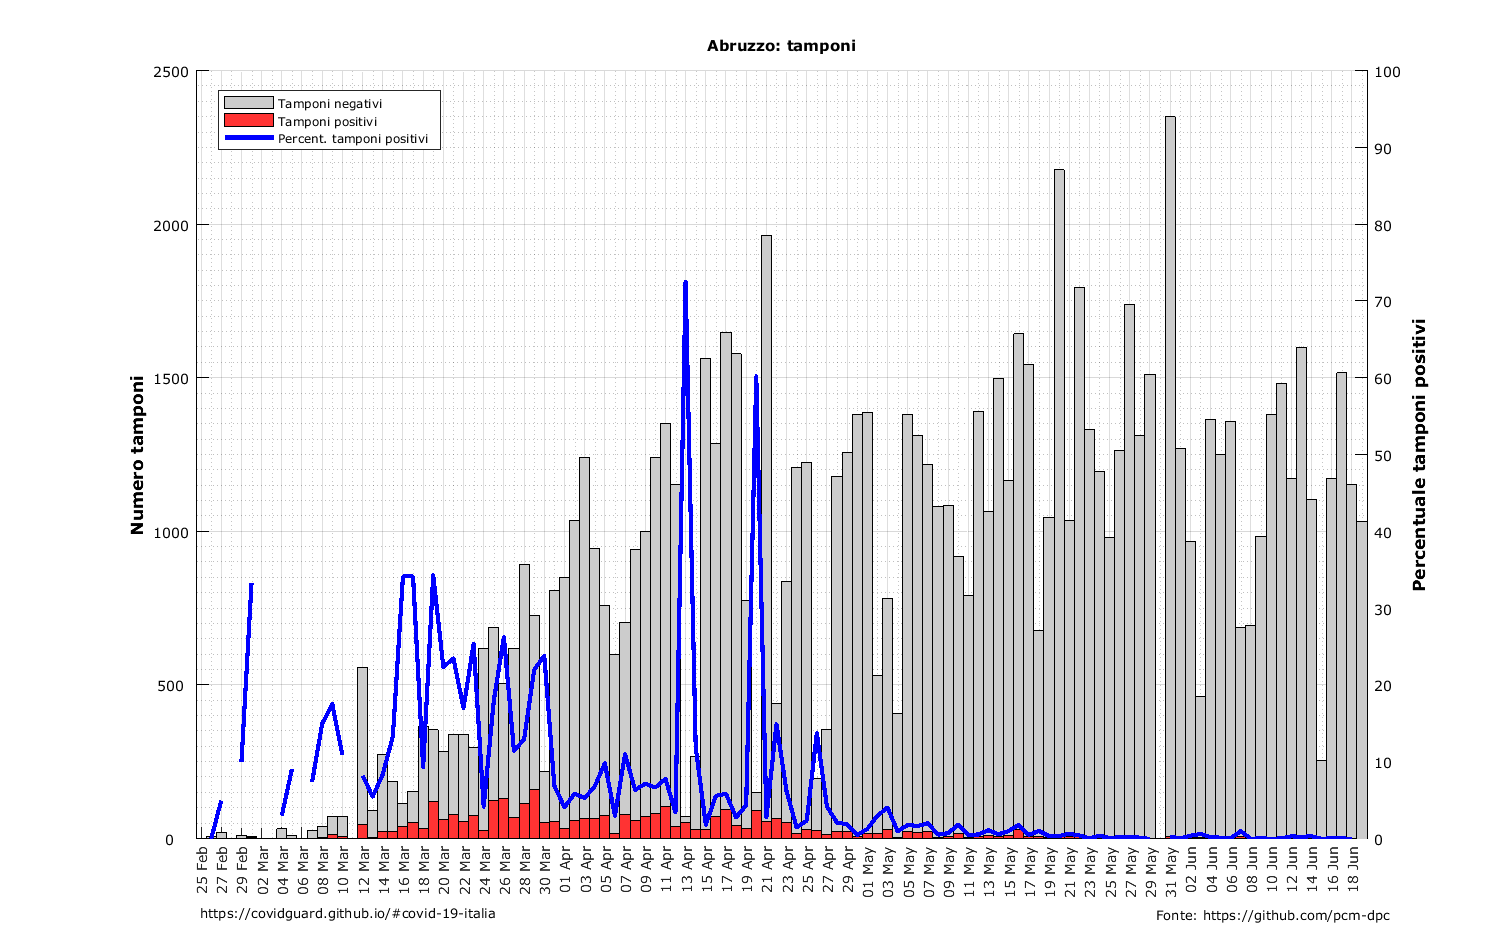 Abruzzo: tamponi
2500
2000
1500
1000
500
0
Numero tamponi
100
90
80
70
60
50
40
30
20
10
0
Percentuale tamponi positivi
Tamponi negativi
Tamponi positivi
Percent. tamponi positivi
25 Feb
27 Feb
29 Feb
02 Mar
04 Mar
06 Mar
08 Mar
10 Mar
12 Mar
14 Mar
16 Mar
18 Mar
20 Mar
22 Mar
24 Mar
26 Mar
28 Mar
30 Mar
01 Apr
03 Apr
05 Apr
07 Apr
09 Apr
11 Apr
13 Apr
15 Apr
17 Apr
19 Apr
21 Apr
23 Apr
25 Apr
27 Apr
29 Apr
01 May
03 May
05 May
07 May
09 May
11 May
13 May
15 May
17 May
19 May
21 May
23 May
25 May
27 May
29 May
31 May
02 Jun
04 Jun
06 Jun
08 Jun
10 Jun
12 Jun
14 Jun
16 Jun
18 Jun
https://covidguard.github.io/#covid-19-italia
Fonte: https://github.com/pcm-dpc